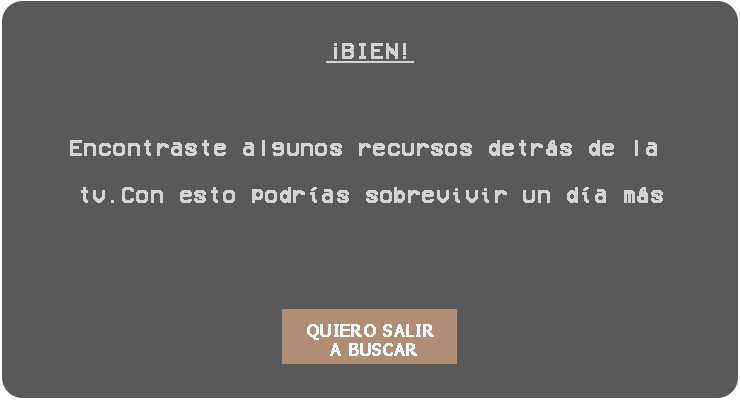 ¡BIEN!
Encontraste algunos recursos detrás de la
tv.Con esto podrías sobrevivir un día más
QUIERO SALIR
A BUSCAR